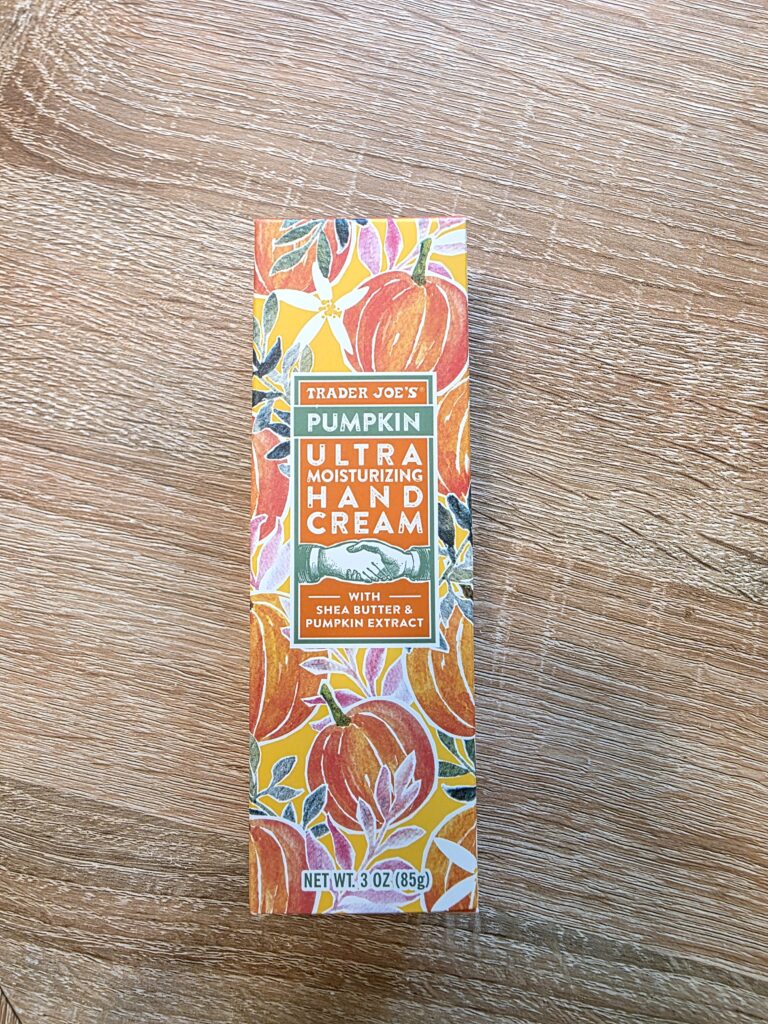 TRADER JOE'S®
PUMPKIN
ULTRA
MOISTURIZING
HAND
CREAM
WITH
SHEA BUTTER &
PUMPKIN EXTRACT
NET WT. 3 OZ (85g)